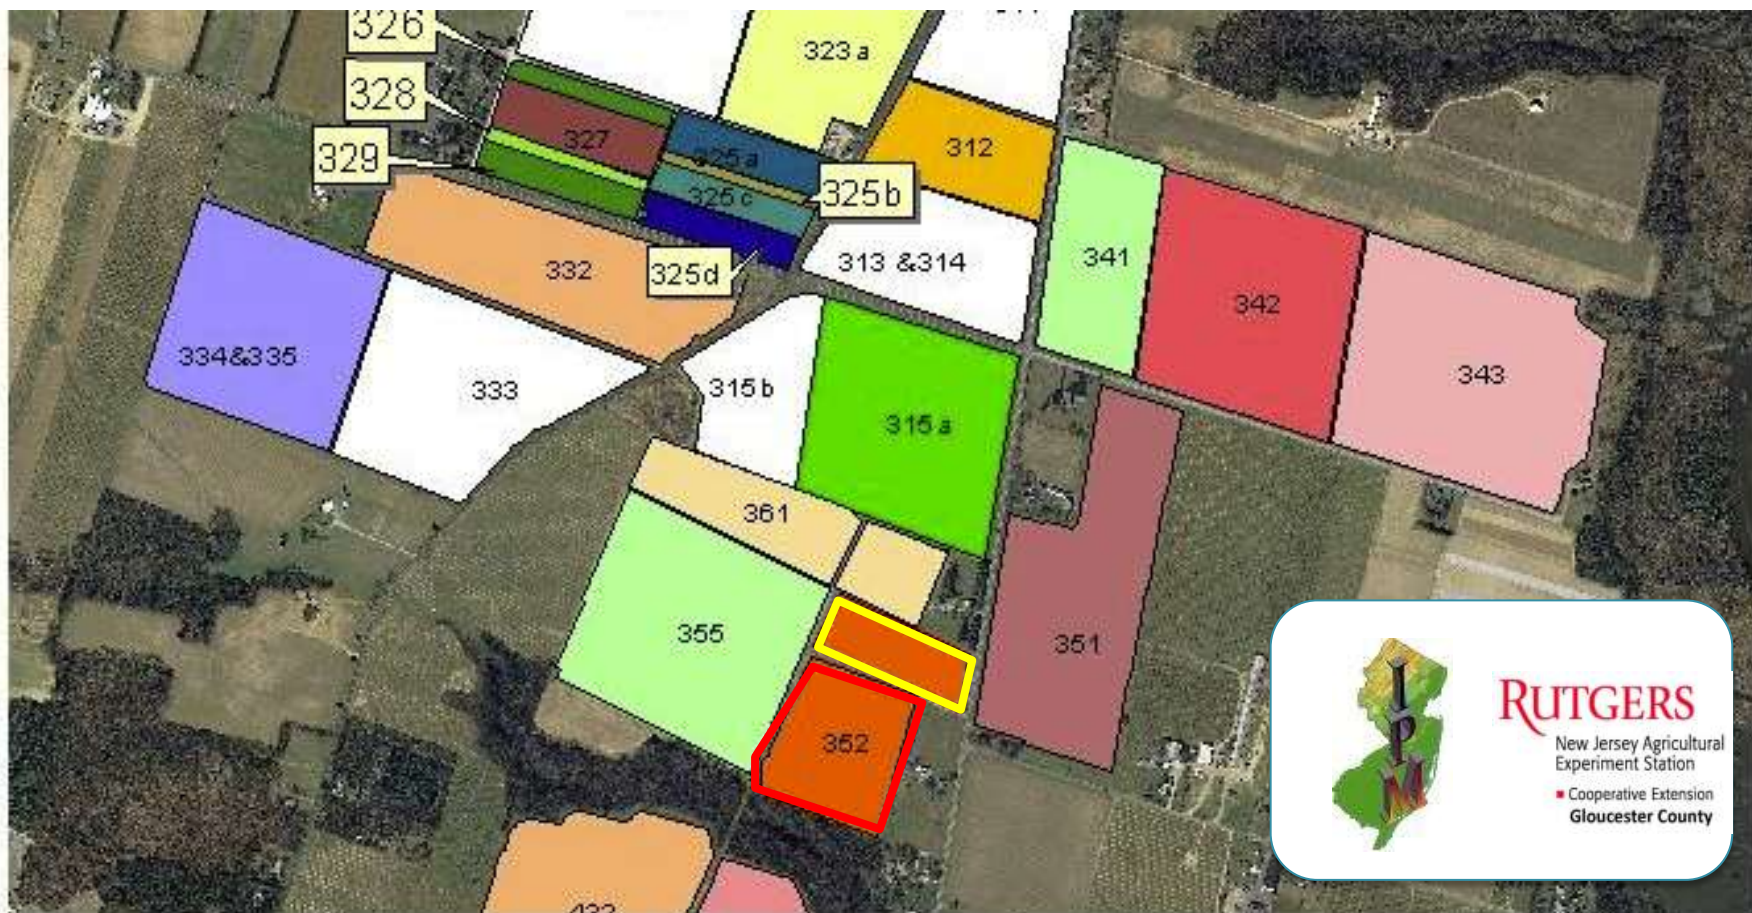 326
323 a
328
327
312
329
325 a
325 c
325b
341
313 &314
332
325d
342
334&335
333
315 b
343
315 a
361
355
351
352
I
P
M
RUTGERS
New Jersey Agricultural
Experiment Station
Cooperative Extension
Gloucester County